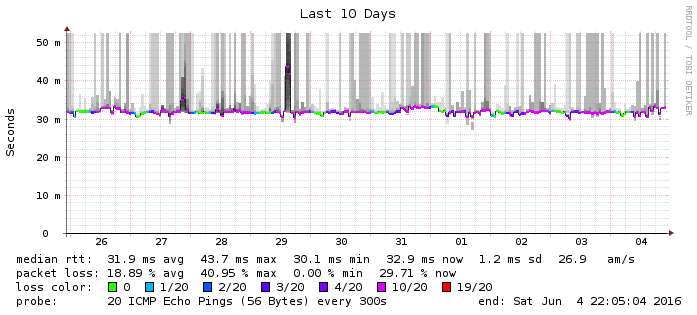 Last 10 Days
RRDTOOL / TOBI OETIKER
Seconds
50 m
40 m
30 m
20 m
10 m
0
26 27 28 29 30 31 01 02 03 04
median rtt: 31.9 ms avg 43.7 ms max 30.1 ms min 32.9 ms now 1.2 ms sd 26.9 am/s
packet loss: 18.89 % avg 40.95 % max 0.00 % min 29.71 % now
loss color: 0 1/20 2/20 3/20 4/20 10/20 19/20
probe: 20 ICMP Echo Pings (56 Bytes) every 300s end: Sat Jun 4 22:05:04 2016